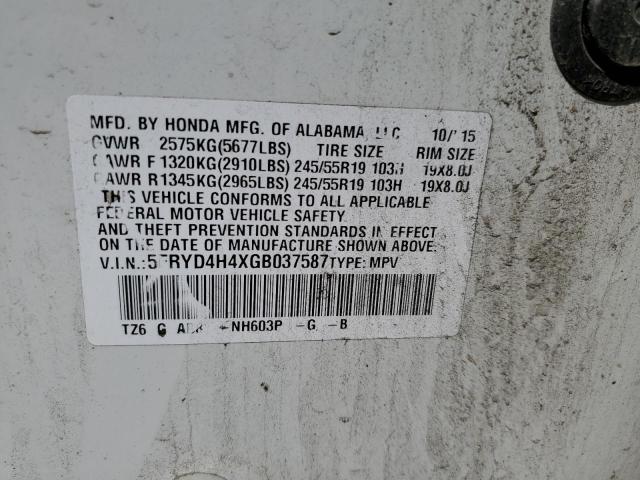 MFD. BY HONDA MFG. OF ALABAMA, LLC 10/15
GVWR 2575KG(5677LBS) TIRE SIZE RIM SIZE
GAWR F 1320KG(2910LBS) 245/55R19 103H 19X8.0J
GAWR R1345KG(2965LBS) 245/55R19 103H 19X8.0J
THIS VEHICLE CONFORMS TO ALL APPLICABLE
FEDERAL MOTOR VEHICLE SAFETY
AND THEFT PREVENTION STANDARDS IN EFFECT
ON THE DATE OF MANUFACTURE SHOWN ABOVE.
V.I.N.:5FRYD4H4XGB037587TYPE: MPV
TZ6 NH603P -G -B